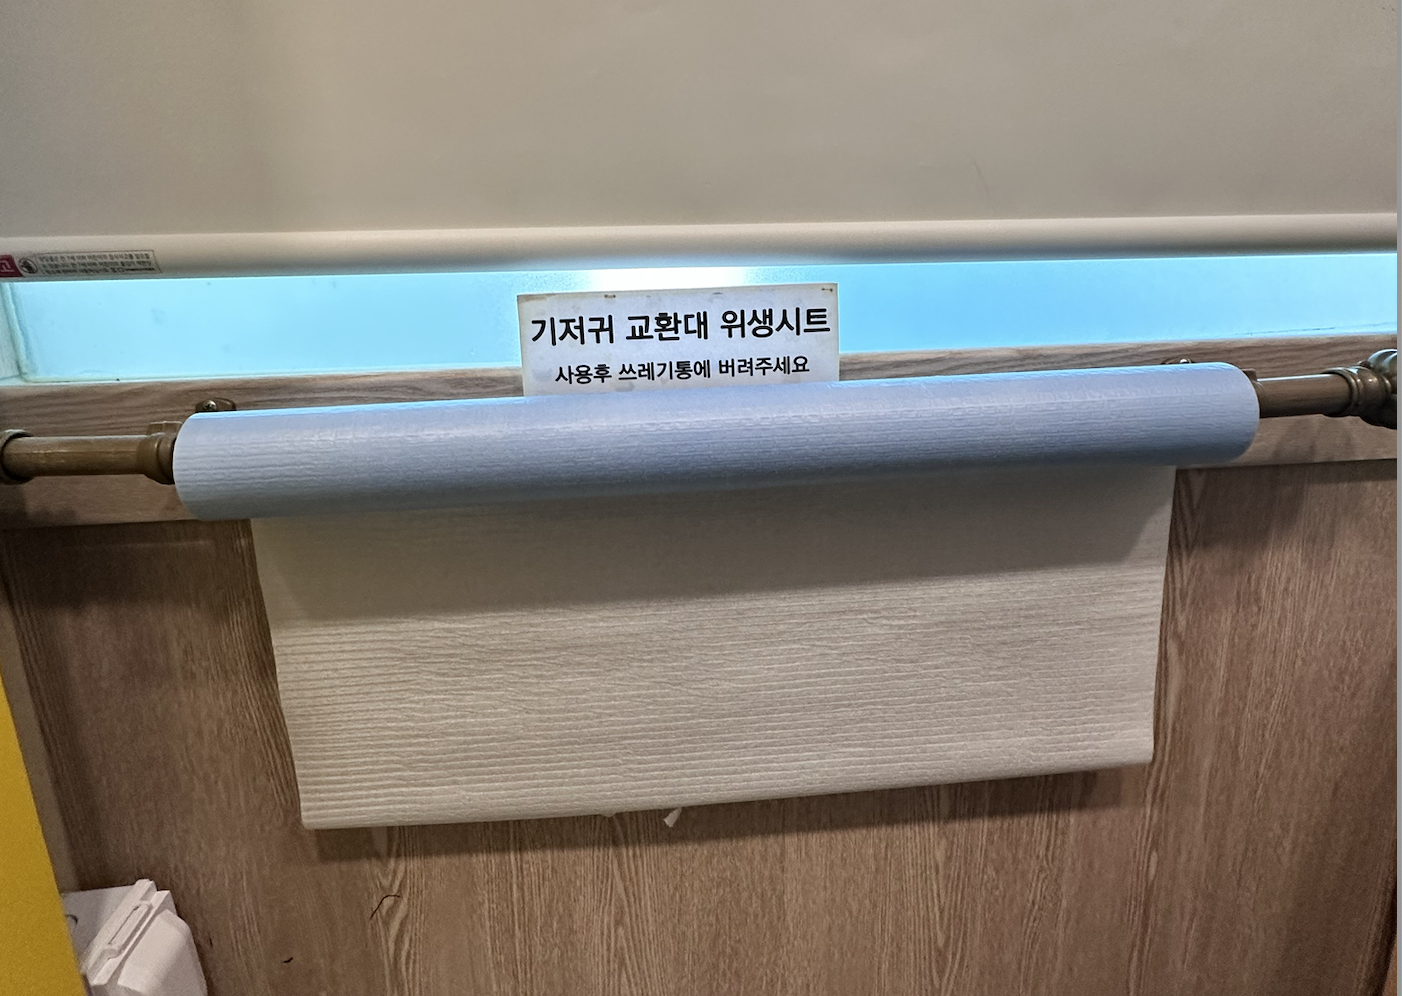 고
기저귀 교환대 위생시트
사용후 쓰레기통에 버려주세요